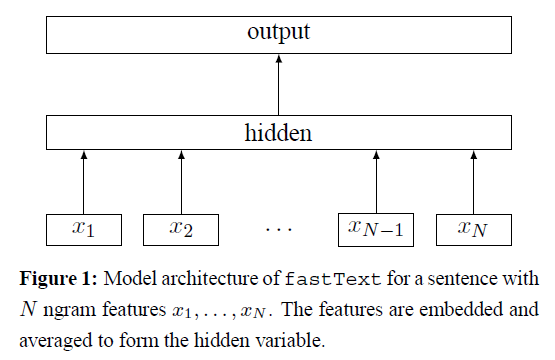 output
hidden
x1 x2 ... xN−1 xN
Figure 1: Model architecture of fastText for a sentence with
N ngram features x1, . . . , xN. The features are embedded and
averaged to form the hidden variable.